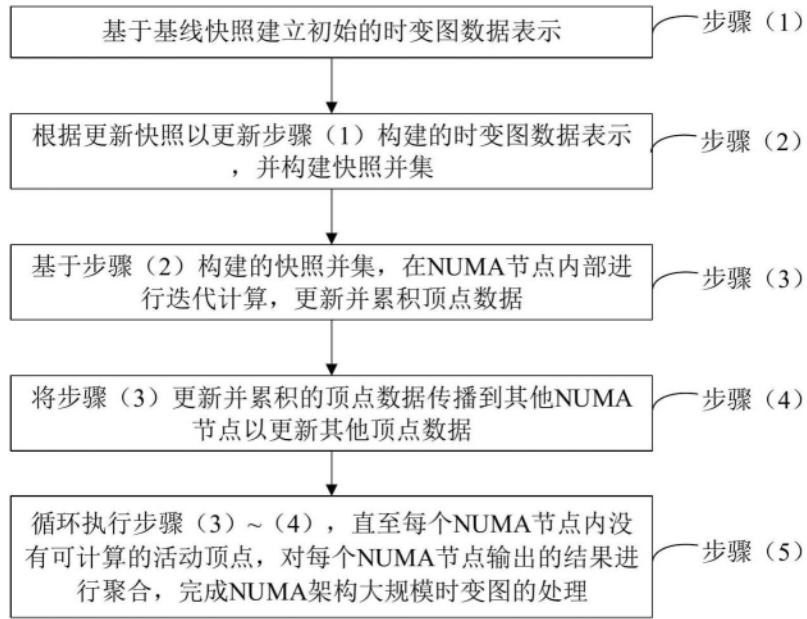 基于基线快照建立初始的时变图数据表示
步骤（1）
根据更新快照以更新步骤（1）构建的时变图数据表示
，并构建快照并集
步骤（2）
基于步骤（2）构建的快照并集，在NUMA节点内部进
行迭代计算，更新并累积顶点数据
步骤（3）
将步骤（3）更新并累积的顶点数据传播到其他NUMA
节点以更新其他顶点数据
步骤（4）
循环执行步骤（3）~（4），直至每个NUMA节点内没
有可计算的活动顶点，对每个NUMA节点输出的结果进
行聚合，完成NUMA架构大规模时变图的处理
步骤（5）